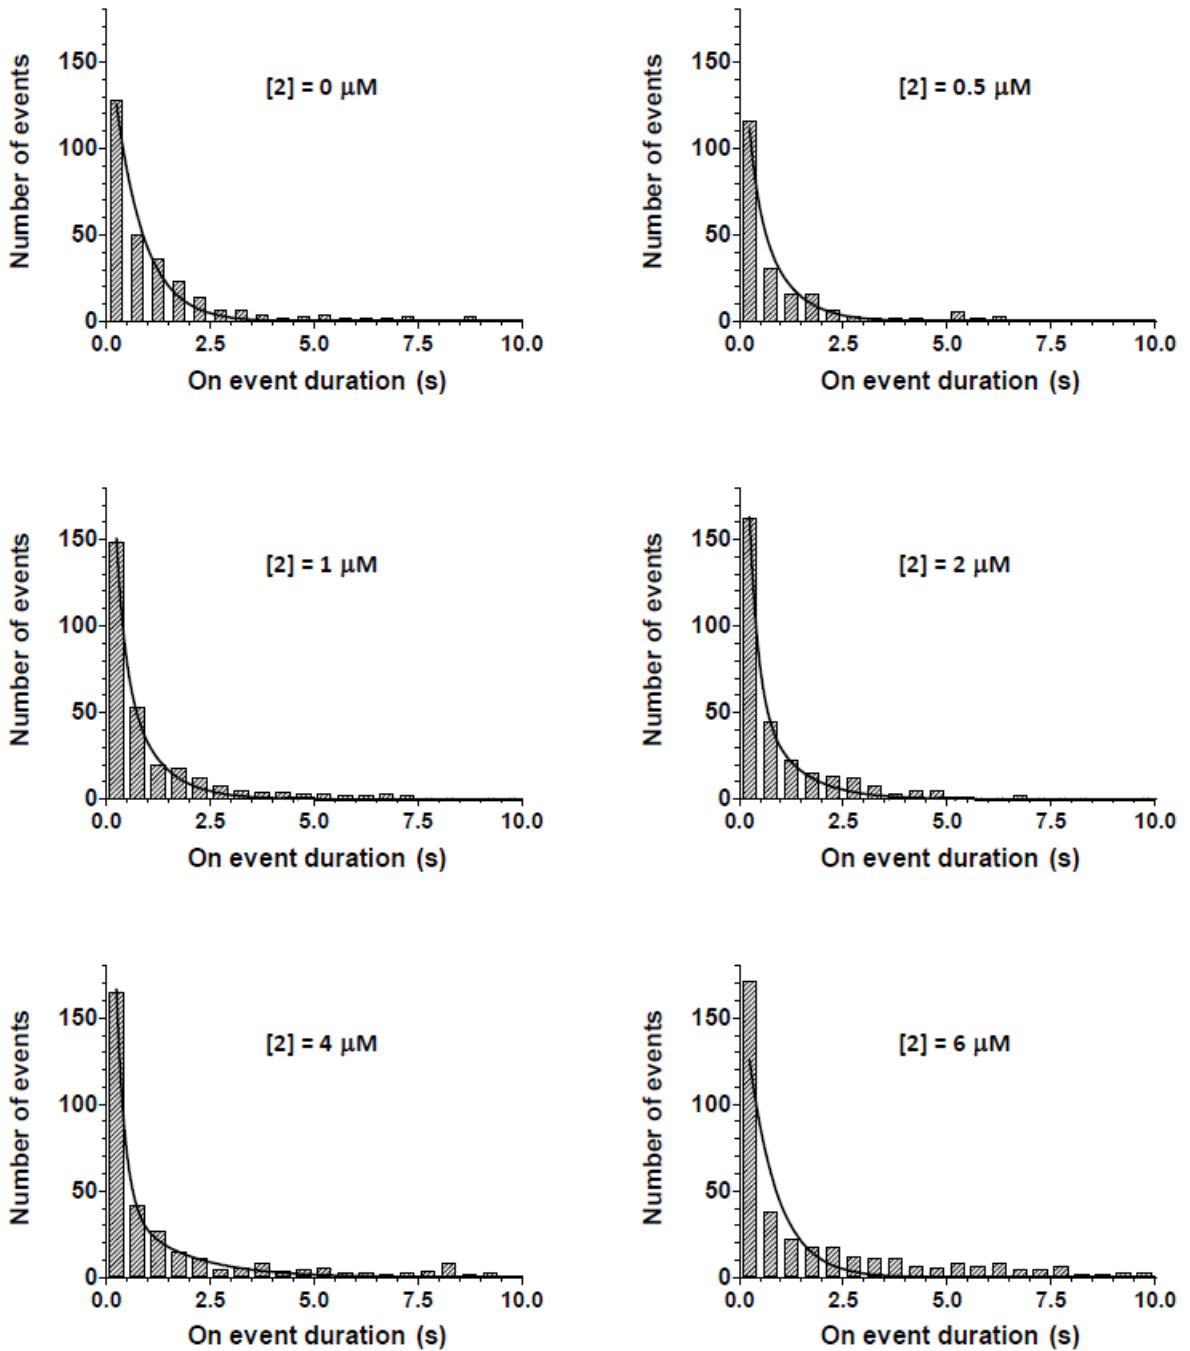 [2] = 0 μM
Number of events
150
100
50
0
0.0 2.5 5.0 7.5 10.0
On event duration (s)
[2] = 0.5 μM
Number of events
150
100
50
0
0.0 2.5 5.0 7.5 10.0
On event duration (s)
[2] = 1 μM
Number of events
150
100
50
0
0.0 2.5 5.0 7.5 10.0
On event duration (s)
[2] = 2 μM
Number of events
150
100
50
0
0.0 2.5 5.0 7.5 10.0
On event duration (s)
[2] = 4 μM
Number of events
150
100
50
0
0.0 2.5 5.0 7.5 10.0
On event duration (s)
[2] = 6 μM
Number of events
150
100
50
0
0.0 2.5 5.0 7.5 10.0
On event duration (s)